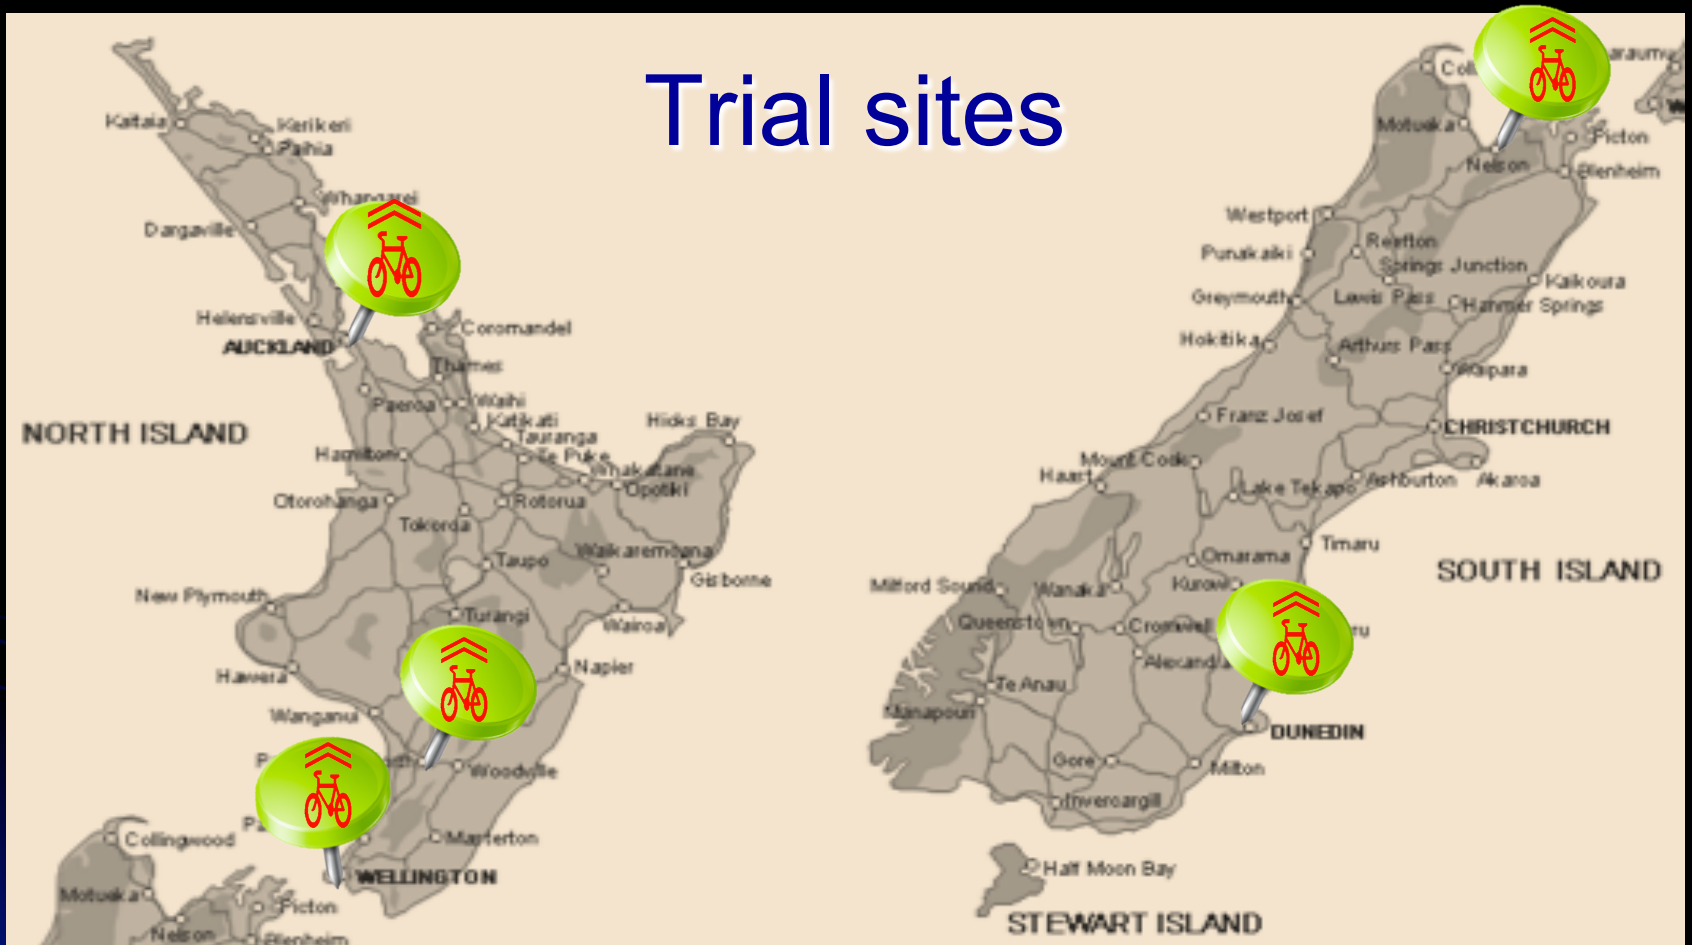 Trial sites
Kaitaia
Kerikeri
Paihia
Whangarei
Dargaville
Helensville
AUCKLAND
Coromandel
Thames
Paeroa
Waihi
Katikati
Tauranga
Te Puke
Whakatane
Opotiki
Hicks Bay
NORTH ISLAND
Hamilton
Otorohanga
Rotorua
Tokoroa
Taupo
Waikaremoana
Gisborne
New Plymouth
Turangi
Wairoa
Napier
Hawera
Wanganui
Woodville
Masterton
WELLINGTON
Collingwood
Motueka
Picton
Nelson
Blenheim
Motueka
Nelson
Picton
Blenheim
Westport
Punakaiki
Reefton
Springs Junction
Kaikoura
Greymouth
Lewis Pass
Hanmer Springs
Hokitika
Arthurs Pass
Waipara
Franz Josef
CHRISTCHURCH
Mount Cook
Haast
Lake Tekapo
Ashburton
Akaroa
Timaru
Omarama
SOUTH ISLAND
Milford Sound
Wanaka
Kurow
Queenstown
Cromwell
Alexandra
Te Anau
Manapouri
DUNEDIN
Gore
Milton
Invercargill
Half Moon Bay
STEWART ISLAND